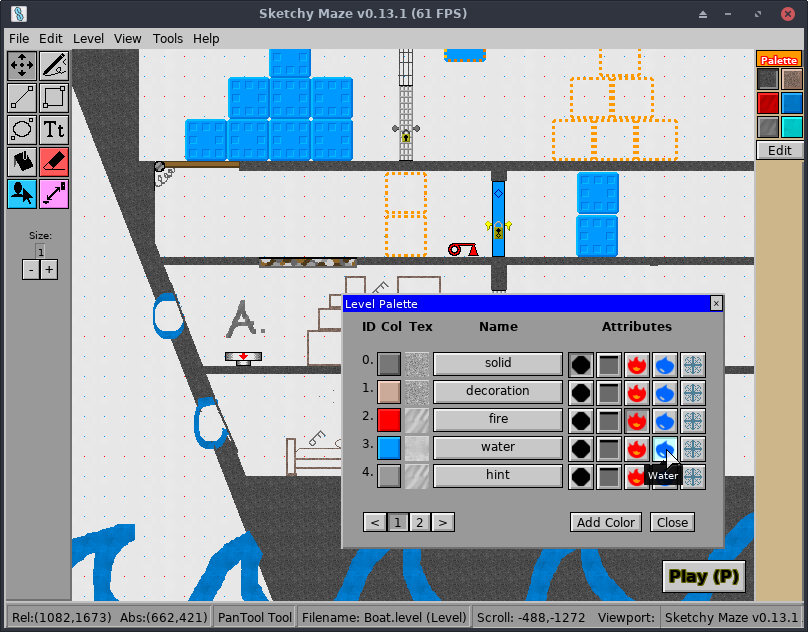 Sketchy Maze v0.13.1 (61 FPS)
File Edit Level View Tools Help
Palette
Tt
Edit
Size:
1
- +
A.
Level Palette x
ID Col Tex Name Attributes
0. solid
1. decoration
2. fire
3. water
4. hint
Water
< 1 2 > Add Color Close
Play (P)
Rel:(1082,1673) Abs:(662,421) PanTool Tool Filename: Boat.level (Level) Scroll: -488,-1272 Viewport: Sketchy Maze v0.13.1